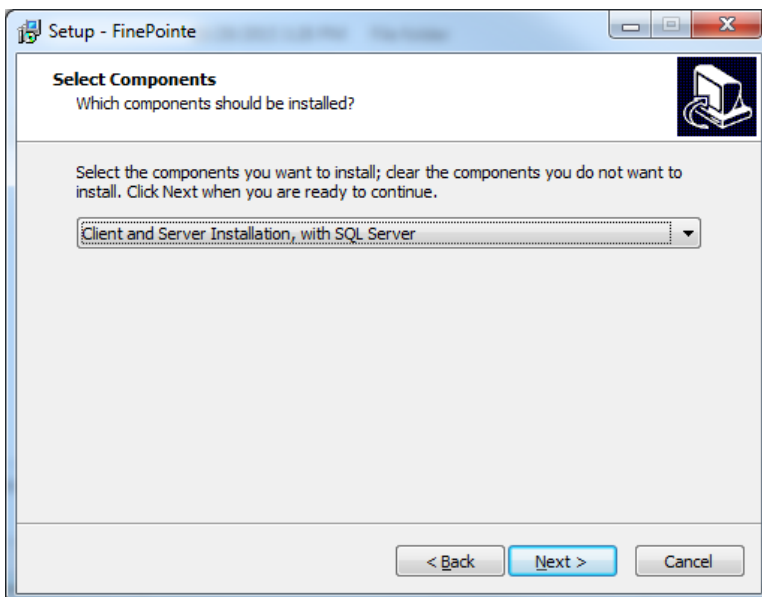 Setup - FinePointe
Select Components
Which components should be installed?
Select the components you want to install; clear the components you do not want to
install. Click Next when you are ready to continue.
Client and Server Installation, with SQL Server
< Back
Next >
Cancel